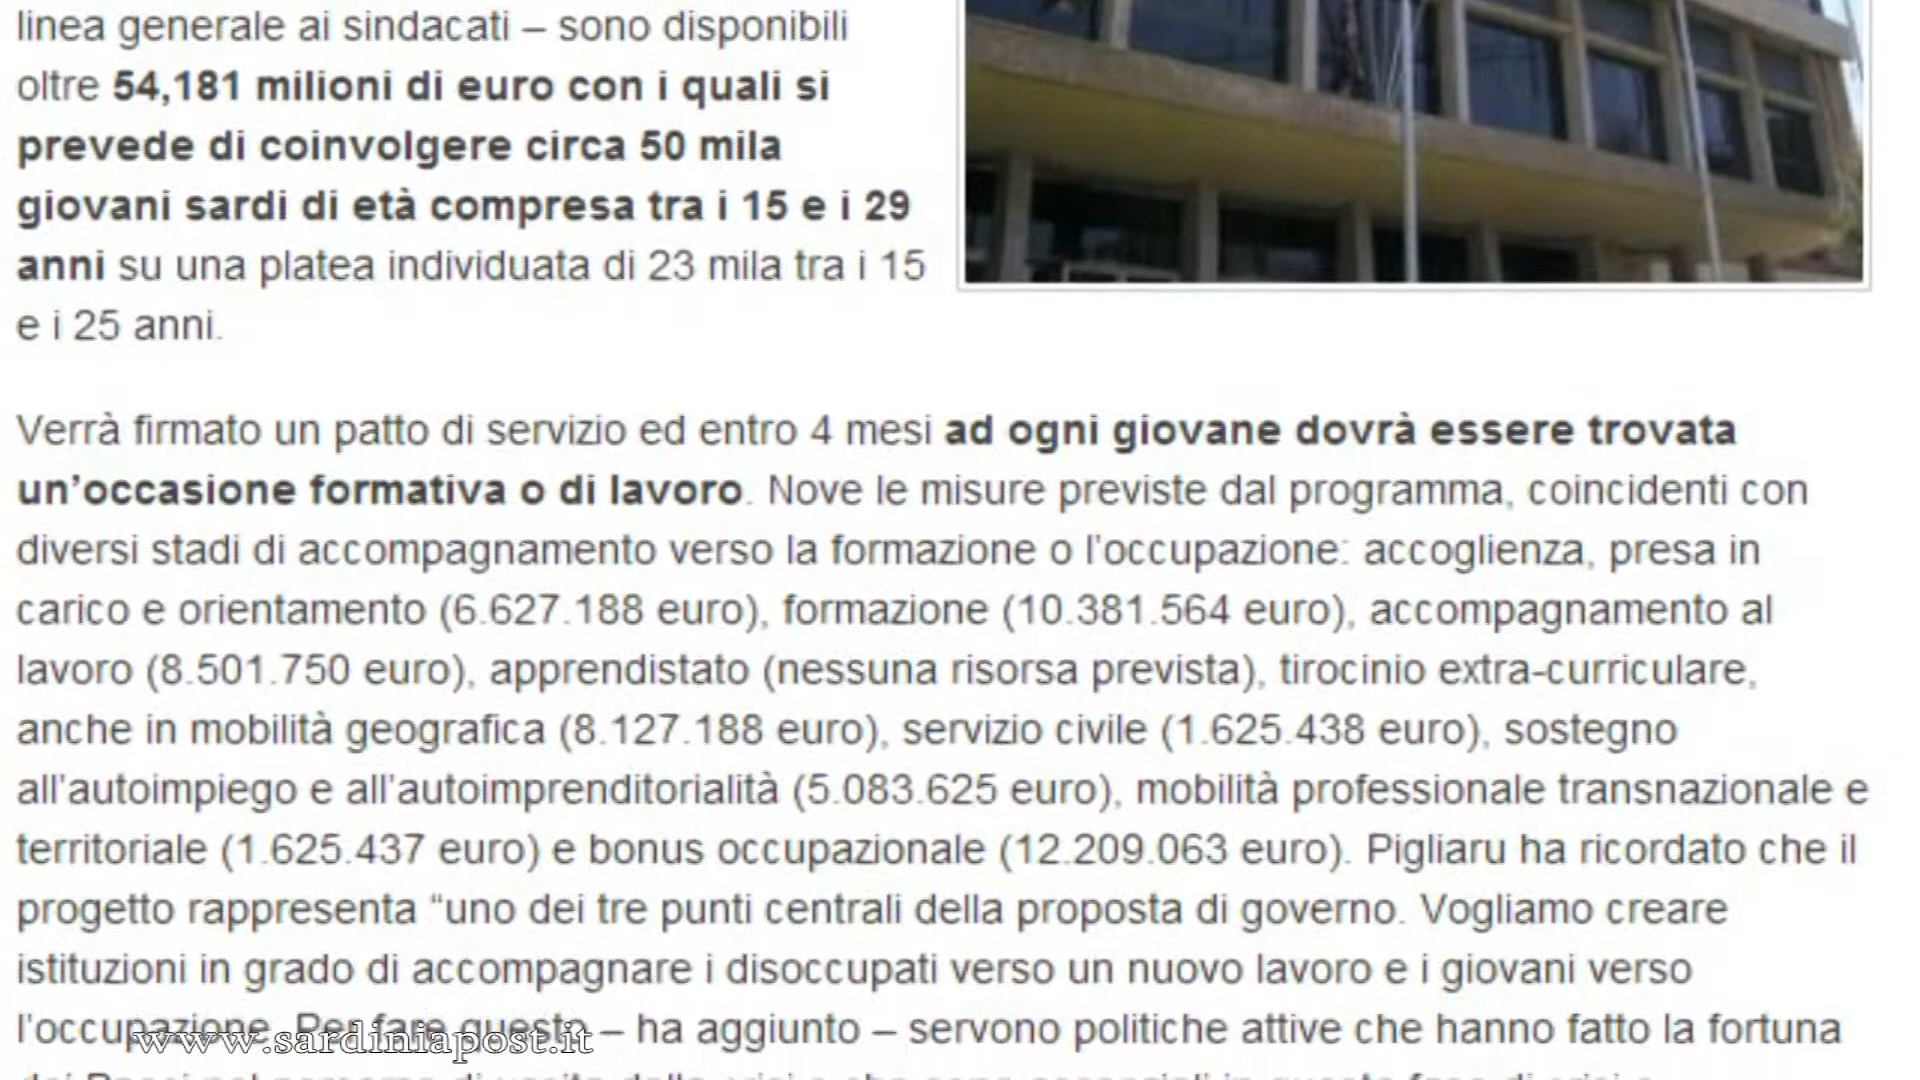 linea generale ai sindacati – sono disponibili
oltre 54,181 milioni di euro con i quali si
prevede di coinvolgere circa 50 mila
giovani sardi di età compresa tra i 15 e i 29
anni su una platea individuata di 23 mila tra i 15
e i 25 anni.
Verrà firmato un patto di servizio ed entro 4 mesi ad ogni giovane dovrà essere trovata
un'occasione formativa o di lavoro. Nove le misure previste dal programma, coincidenti con
diversi stadi di accompagnamento verso la formazione o l'occupazione: accoglienza, presa in
carico e orientamento (6.627.188 euro), formazione (10.381.564 euro), accompagnamento al
lavoro (8.501.750 euro), apprendistato (nessuna risorsa prevista), tirocinio extra-curriculare,
anche in mobilità geografica (8.127.188 euro), servizio civile (1.625.438 euro), sostegno
all'autoimpiego e all'autoimprenditorialità (5.083.625 euro), mobilità professionale transnazionale e
territoriale (1.625.437 euro) e bonus occupazionale (12.209.063 euro). Pigliaru ha ricordato che il
progetto rappresenta “uno dei tre punti centrali della proposta di governo. Vogliamo creare
istituzioni in grado di accompagnare i disoccupati verso un nuovo lavoro e i giovani verso
l'occupazione. Per fare questo – ha aggiunto – servono politiche attive che hanno fatto la fortuna
www.sardiniapost.it